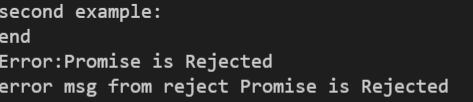 second example:
end
Error:Promise is Rejected
error msg from reject Promise is Rejected